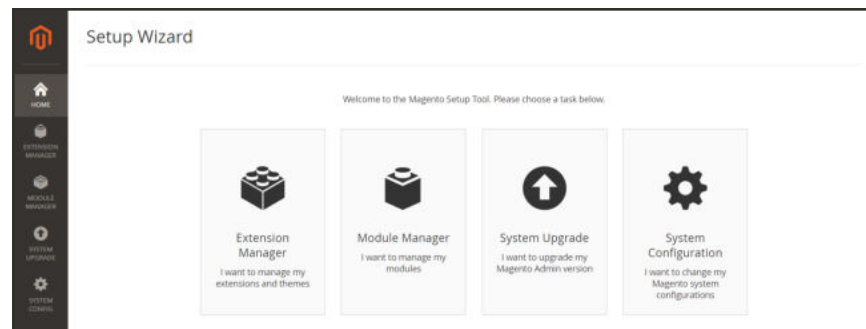 Setup Wizard
HOME
EXTENSION
MANAGER
MODULE
MANAGER
SYSTEM
UPGRADE
SYSTEM
CONFIG
Welcome to the Magento Setup Tool. Please choose a task below.
Extension
Manager
I want to manage my
extensions and themes
Module Manager
I want to manage my
modules
System Upgrade
I want to upgrade my
Magento Admin version
System
Configuration
I want to change my
Magento system
configurations